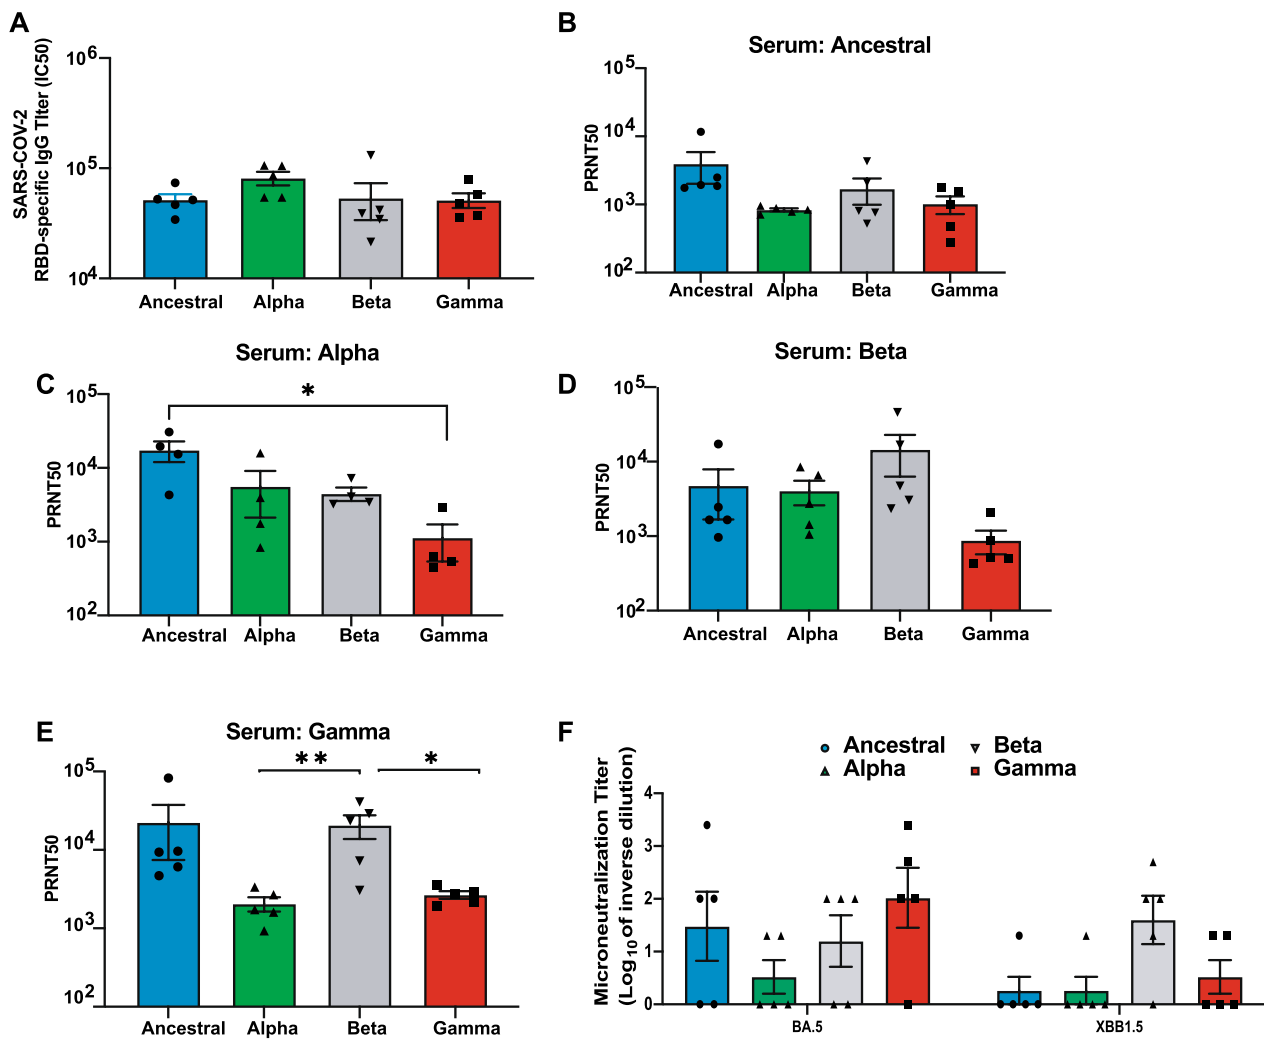 A
SARS-COV-2
RBD-specific IgG Titer (IC50)
10^6
10^5
10^4
Ancestral Alpha Beta Gamma
B
Serum: Ancestral
PRNT50
10^5
10^4
10^3
10^2
Ancestral Alpha Beta Gamma
C
Serum: Alpha
PRNT50
10^5
10^4
10^3
10^2
*
Ancestral Alpha Beta Gamma
D
Serum: Beta
PRNT50
10^5
10^4
10^3
10^2
Ancestral Alpha Beta Gamma
E
Serum: Gamma
PRNT50
10^5
10^4
10^3
10^2
** *
Ancestral Alpha Beta Gamma
F
Ancestral Beta
Alpha Gamma
Microneutralization Titer
(Log10 of inverse dilution)
4
3
2
1
0
BA.5 XBB1.5